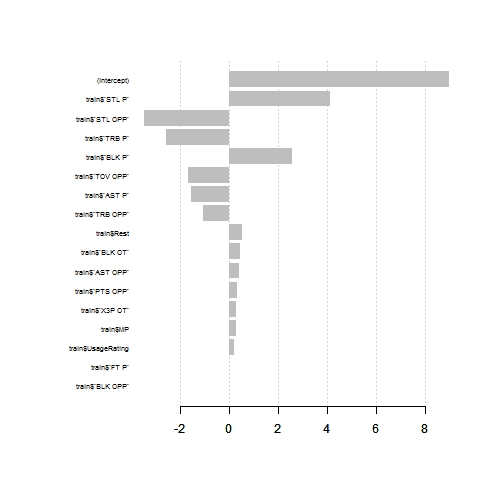 (Intercept)
train$`STL P`
train$`STL OPP`
train$`TRB P`
train$`BLK P`
train$`TOV OPP`
train$`AST P`
train$`TRB OPP`
train$Rest
train$`BLK OT`
train$`AST OPP`
train$`PTS OPP`
train$`X3P OT`
train$MP
train$UsageRating
train$`FT P`
train$`BLK OPP`
-2 0 2 4 6 8